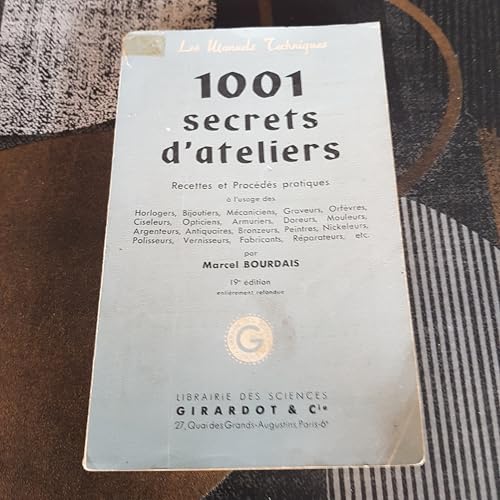 Les Manuels Techniques
1001
secrets
d'ateliers
Recettes et Procédés pratiques
à l'usage des
Horlogers, Bijoutiers, Mécaniciens, Graveurs, Orfèvres,
Ciseleurs, Opticiens, Armuriers, Doreurs, Mouleurs,
Argenteurs, Antiquaires, Bronzeurs, Peintres, Nickeleurs,
Polisseurs, Vernisseurs, Fabricants, Réparateurs, etc.
par
Marcel BOURDAIS
19e édition
entièrement refondue
G
LIBRAIRIE DES SCIENCES
GIRARDOT & Cie
27, Quai des Grands-Augustins, Paris-6e